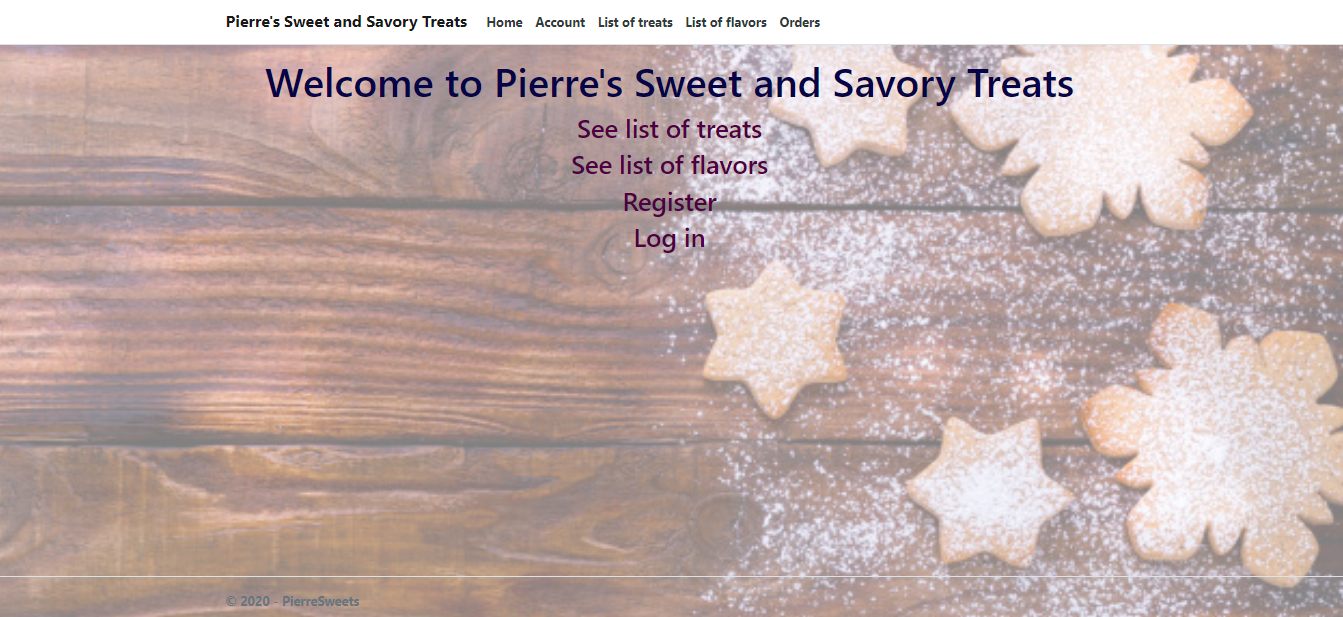 Pierre's Sweet and Savory Treats Home Account List of treats List of flavors Orders
Welcome to Pierre's Sweet and Savory Treats
See list of treats
See list of flavors
Register
Log in
© 2020 - PierreSweets